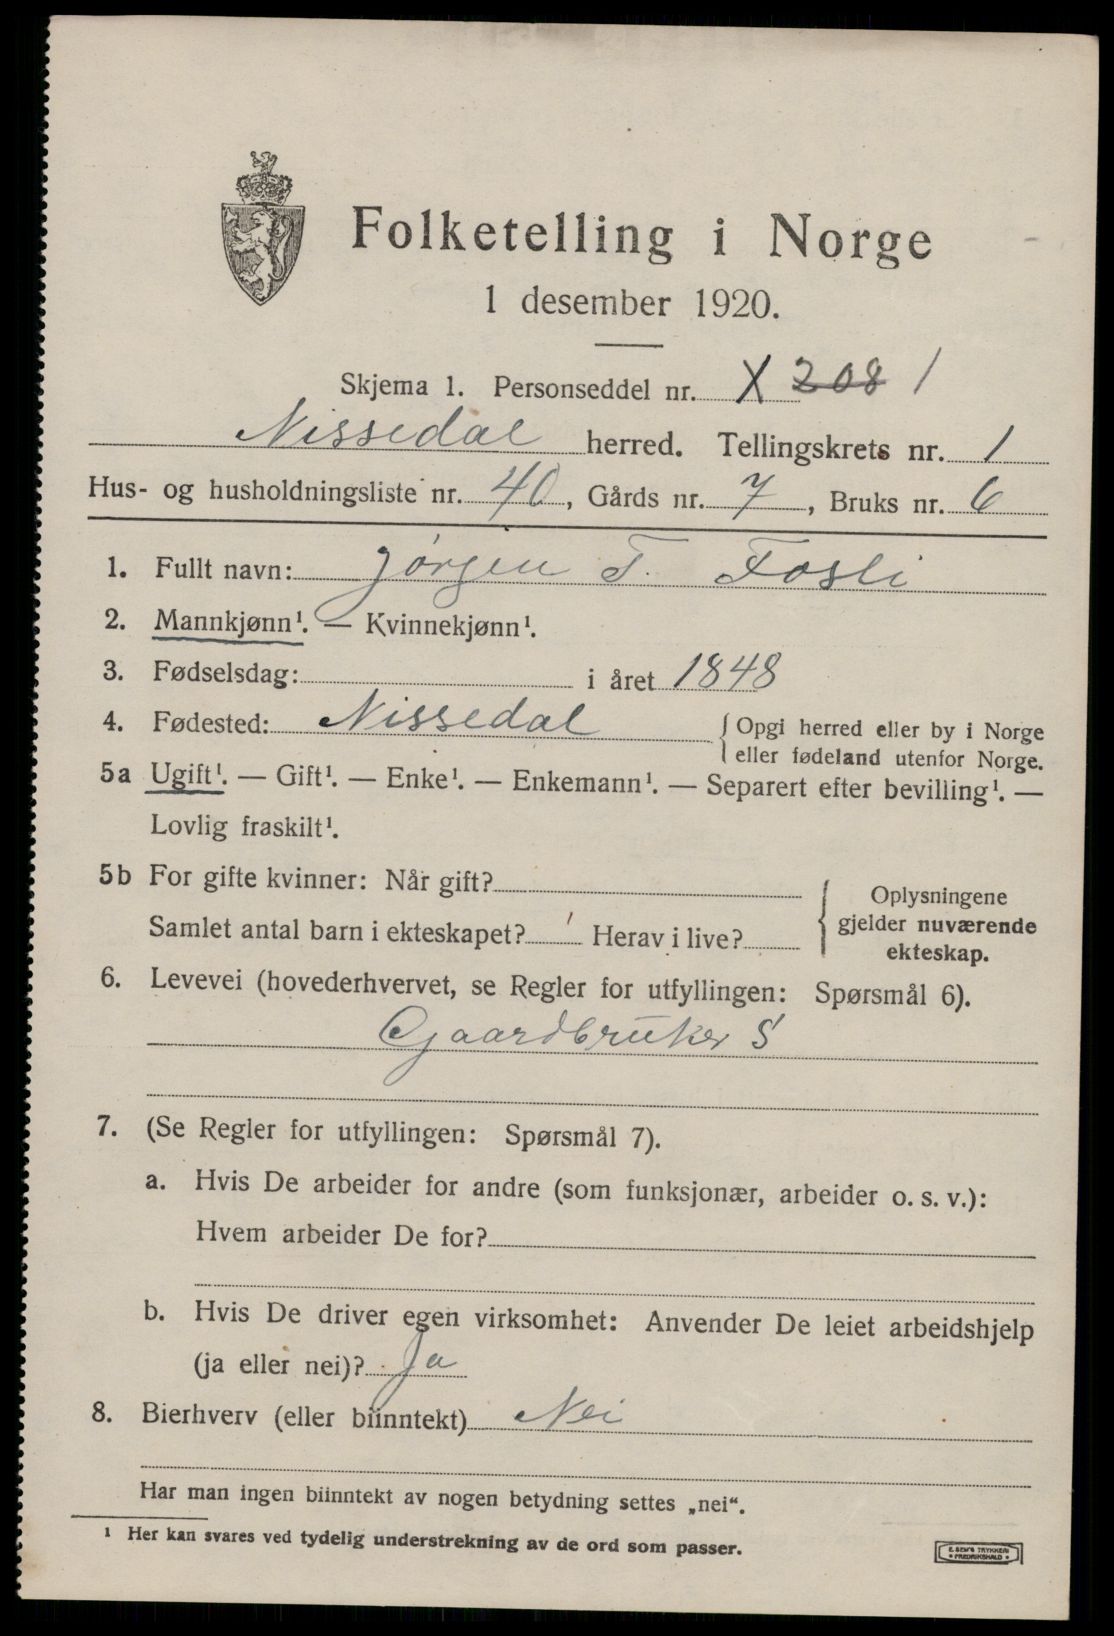 Folketelling i Norge
1 desember 1920.
Skjema 1. Personseddel nr. X 208 1
Nissedal herred. Tellingskrets nr. 1
Hus- og husholdningsliste nr. 40, Gårds nr. 7, Bruks nr. 6
1. Fullt navn: Jørgen T. Fosli
2. Mannkjønn¹. — Kvinnekjønn¹.
3. Fødselsdag: i året 1848
4. Fødested: Nissedal { Opgi herred eller by i Norge
eller fødeland utenfor Norge.
5a Ugift¹. — Gift¹. — Enke¹. — Enkemann¹. — Separert efter bevilling¹. —
Lovlig fraskilt¹.
5b For gifte kvinner: Når gift?
Samlet antal barn i ekteskapet? Herav i live?
{ Oplysningene
gjelder nuværende
ekteskap.
6. Levevei (hovederhvervet, se Regler for utfyllingen: Spørsmål 6).
Gaardbruker S
7. (Se Regler for utfyllingen: Spørsmål 7).
a. Hvis De arbeider for andre (som funksjonær, arbeider o. s. v.):
Hvem arbeider De for?
b. Hvis De driver egen virksomhet: Anvender De leiet arbeidshjelp
(ja eller nei)? Ja
8. Bierhverv (eller biinntekt) Nei
Har man ingen biinntekt av nogen betydning settes „nei“.
¹ Her kan svares ved tydelig understrekning av de ord som passer.
E. SEM'S TRYKKERI
• FREDRIKSHALD •